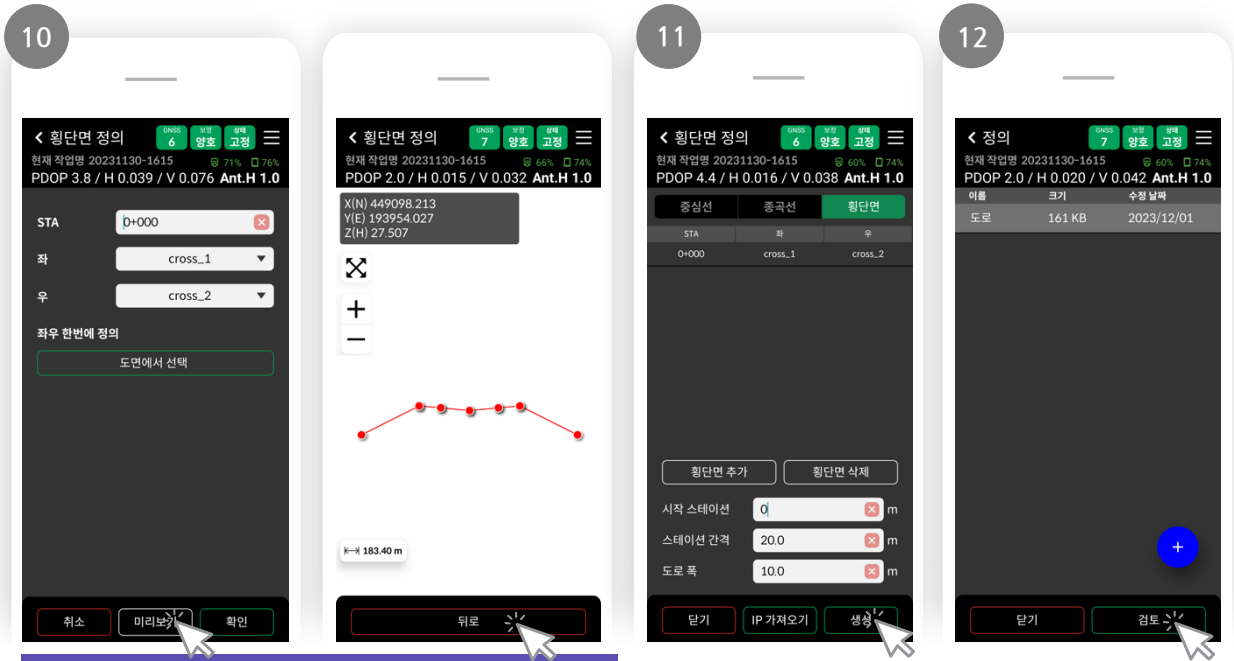 10
횡단면 정의
GNSS
6
보정
양호
상태
고정
현재 작업명 20231130-1615
71%
76%
PDOP 3.8 / H 0.039 / V 0.076 Ant.H 1.0
STA
0+000
좌
cross_1
우
cross_2
좌우 한번에 정의
도면에서 선택
취소
미리보기
확인
횡단면 정의
GNSS
7
보정
양호
상태
고정
현재 작업명 20231130-1615
66%
74%
PDOP 2.0 / H 0.015 / V 0.032 Ant.H 1.0
X(N) 449098.213
Y(E) 193954.027
Z(H) 27.507
183.40 m
뒤로
11
횡단면 정의
GNSS
6
보정
양호
상태
고정
현재 작업명 20231130-1615
60%
74%
PDOP 4.4 / H 0.016 / V 0.038 Ant.H 1.0
중심선
종곡선
횡단면
STA
좌
우
0+000
cross_1
cross_2
횡단면 추가
횡단면 삭제
시작 스테이션
0
m
스테이션 간격
20.0
m
도로 폭
10.0
m
닫기
IP 가져오기
생성
12
정의
GNSS
7
보정
양호
상태
고정
현재 작업명 20231130-1615
60%
74%
PDOP 2.0 / H 0.020 / V 0.042 Ant.H 1.0
이름
크기
수정 날짜
도로
161 KB
2023/12/01
닫기
검토